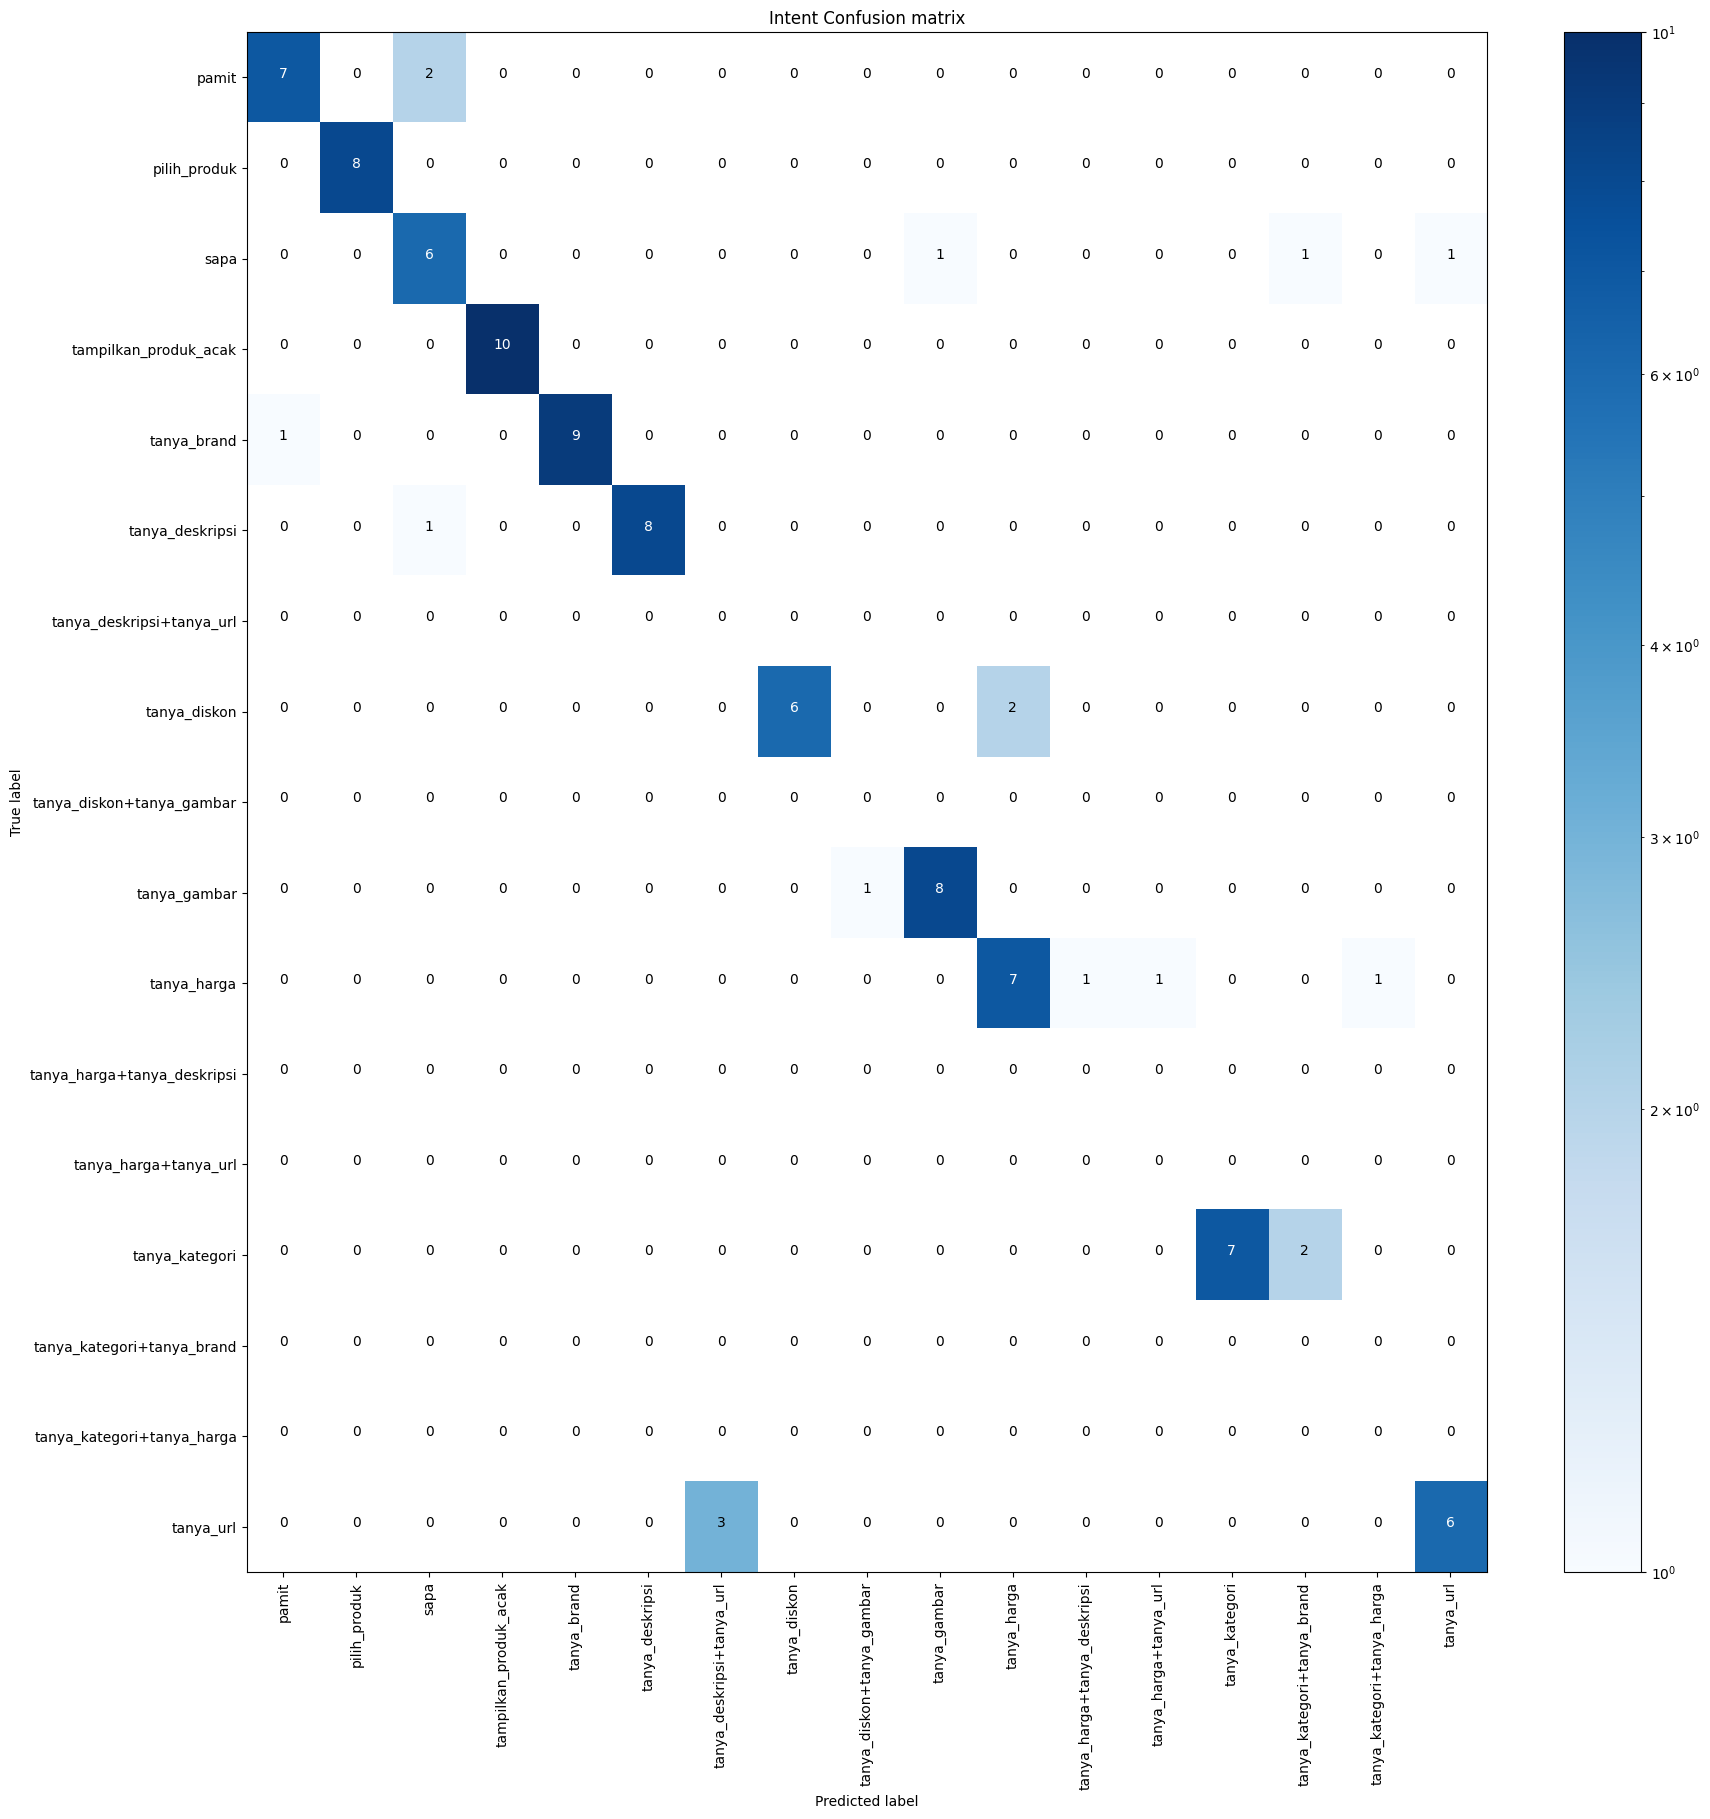 Intent Confusion matrix
pamit 7 0 2 0 0 0 0 0 0 0 0 0 0 0 0 0 0
pilih_produk 0 8 0 0 0 0 0 0 0 0 0 0 0 0 0 0 0
sapa 0 0 6 0 0 0 0 0 0 1 0 0 0 0 1 0 1
tampilkan_produk_acak 0 0 0 10 0 0 0 0 0 0 0 0 0 0 0 0 0
tanya_brand 1 0 0 0 9 0 0 0 0 0 0 0 0 0 0 0 0
tanya_deskripsi 0 0 1 0 0 8 0 0 0 0 0 0 0 0 0 0 0
tanya_deskripsi+tanya_url 0 0 0 0 0 0 0 0 0 0 0 0 0 0 0 0 0
tanya_diskon 0 0 0 0 0 0 0 6 0 0 2 0 0 0 0 0 0
tanya_diskon+tanya_gambar 0 0 0 0 0 0 0 0 0 0 0 0 0 0 0 0 0
tanya_gambar 0 0 0 0 0 0 0 0 1 8 0 0 0 0 0 0 0
tanya_harga 0 0 0 0 0 0 0 0 0 0 7 1 1 0 0 1 0
tanya_harga+tanya_deskripsi 0 0 0 0 0 0 0 0 0 0 0 0 0 0 0 0 0
tanya_harga+tanya_url 0 0 0 0 0 0 0 0 0 0 0 0 0 0 0 0 0
tanya_kategori 0 0 0 0 0 0 0 0 0 0 0 0 0 7 2 0 0
tanya_kategori+tanya_brand 0 0 0 0 0 0 0 0 0 0 0 0 0 0 0 0 0
tanya_kategori+tanya_harga 0 0 0 0 0 0 0 0 0 0 0 0 0 0 0 0 0
tanya_url 0 0 0 0 0 0 3 0 0 0 0 0 0 0 0 0 6
True label
pamit
pilih_produk
sapa
tampilkan_produk_acak
tanya_brand
tanya_deskripsi
tanya_deskripsi+tanya_url
tanya_diskon
tanya_diskon+tanya_gambar
tanya_gambar
tanya_harga
tanya_harga+tanya_deskripsi
tanya_harga+tanya_url
tanya_kategori
tanya_kategori+tanya_brand
tanya_kategori+tanya_harga
tanya_url
Predicted label
10¹
6 × 10⁰
4 × 10⁰
3 × 10⁰
2 × 10⁰
10⁰